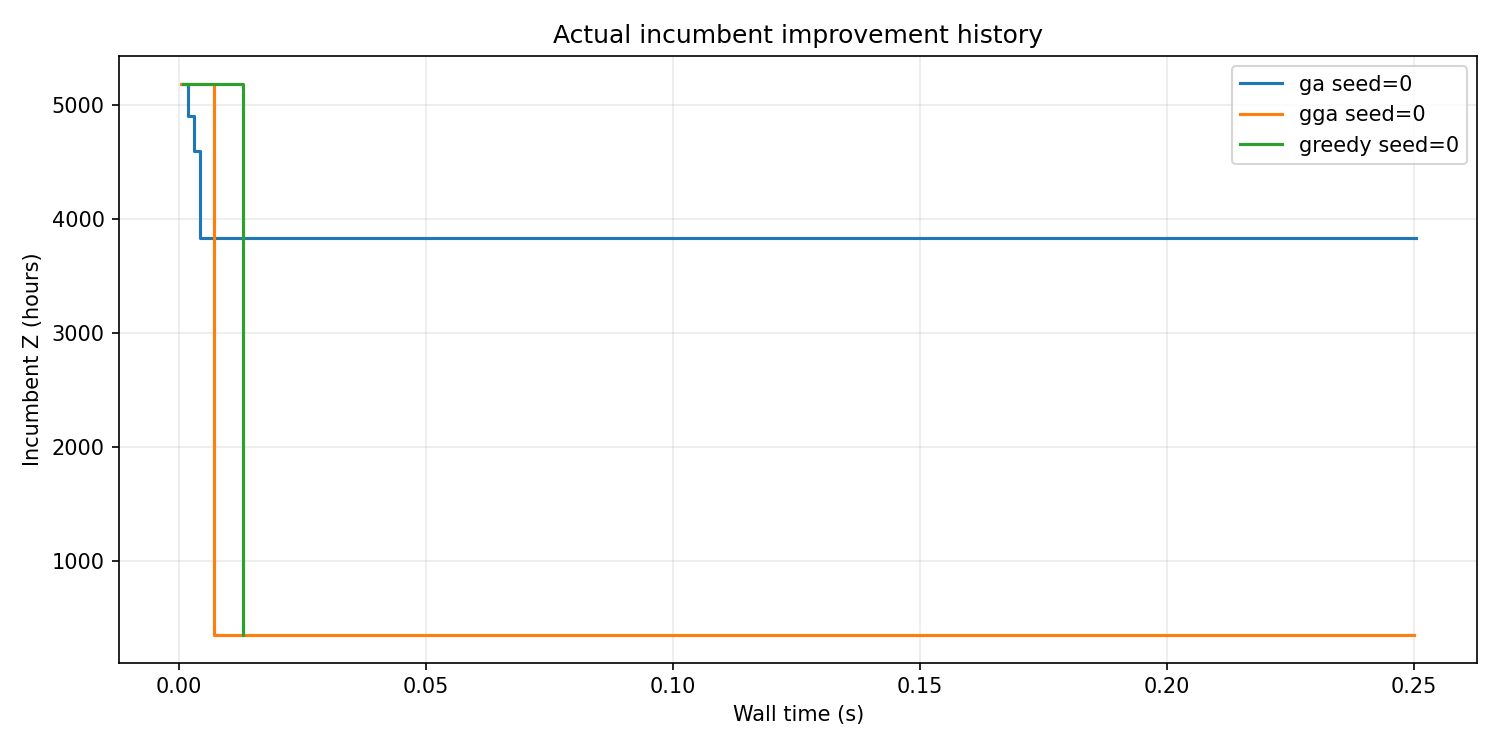 Actual incumbent improvement history
ga seed=0
gga seed=0
greedy seed=0
Incumbent Z (hours)
5000
4000
3000
2000
1000
0.00 0.05 0.10 0.15 0.20 0.25
Wall time (s)